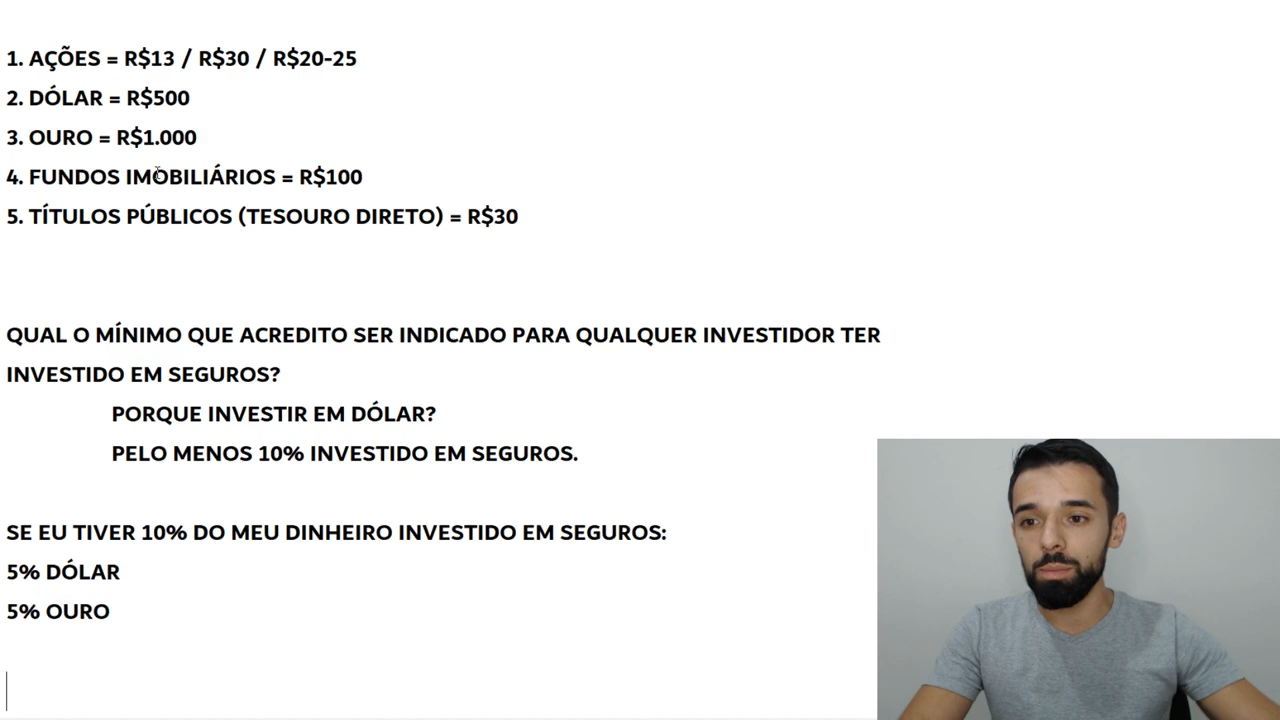 1. AÇÕES = R$13 / R$30 / R$20-25
2. DÓLAR = R$500
3. OURO = R$1.000
4. FUNDOS IMOBILIÁRIOS = R$100
5. TÍTULOS PÚBLICOS (TESOURO DIRETO) = R$30
QUAL O MÍNIMO QUE ACREDITO SER INDICADO PARA QUALQUER INVESTIDOR TER
INVESTIDO EM SEGUROS?
PORQUE INVESTIR EM DÓLAR?
PELO MENOS 10% INVESTIDO EM SEGUROS.
SE EU TIVER 10% DO MEU DINHEIRO INVESTIDO EM SEGUROS:
5% DÓLAR
5% OURO